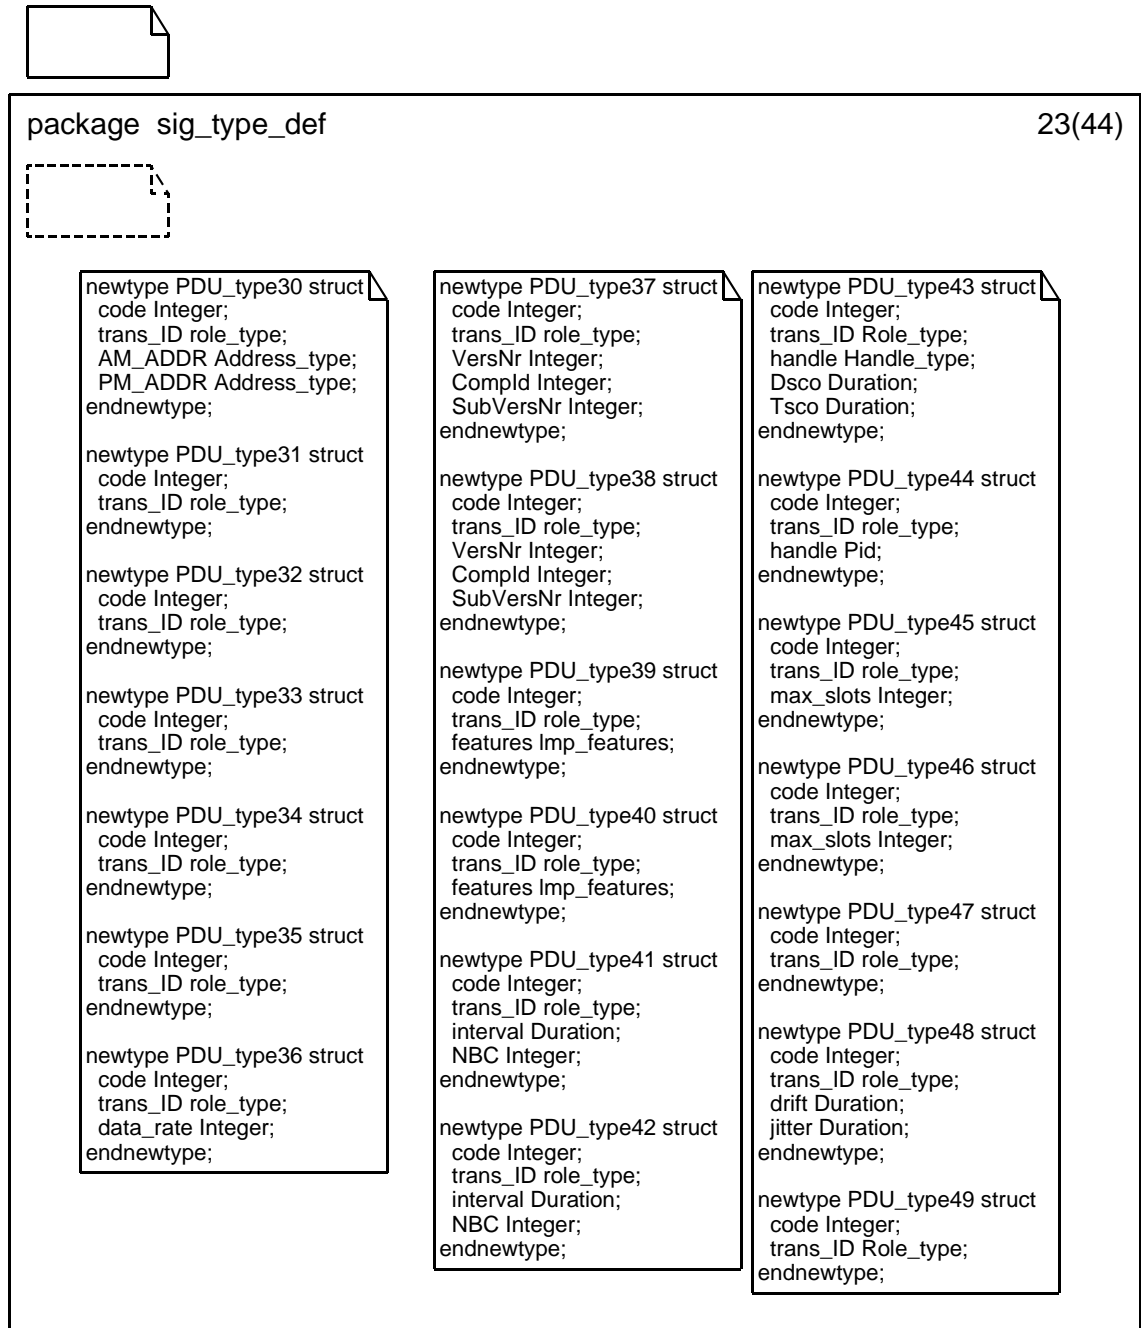 package sig_type_def
23(44)
newtype PDU_type30 struct
code Integer;
trans_ID role_type;
AM_ADDR Address_type;
PM_ADDR Address_type;
endnewtype;
newtype PDU_type31 struct
code Integer;
trans_ID role_type;
endnewtype;
newtype PDU_type32 struct
code Integer;
trans_ID role_type;
endnewtype;
newtype PDU_type33 struct
code Integer;
trans_ID role_type;
endnewtype;
newtype PDU_type34 struct
code Integer;
trans_ID role_type;
endnewtype;
newtype PDU_type35 struct
code Integer;
trans_ID role_type;
endnewtype;
newtype PDU_type36 struct
code Integer;
trans_ID role_type;
data_rate Integer;
endnewtype;
newtype PDU_type37 struct
code Integer;
trans_ID role_type;
VersNr Integer;
CompId Integer;
SubVersNr Integer;
endnewtype;
newtype PDU_type38 struct
code Integer;
trans_ID role_type;
VersNr Integer;
CompId Integer;
SubVersNr Integer;
endnewtype;
newtype PDU_type39 struct
code Integer;
trans_ID role_type;
features lmp_features;
endnewtype;
newtype PDU_type40 struct
code Integer;
trans_ID role_type;
features lmp_features;
endnewtype;
newtype PDU_type41 struct
code Integer;
trans_ID role_type;
interval Duration;
NBC Integer;
endnewtype;
newtype PDU_type42 struct
code Integer;
trans_ID role_type;
interval Duration;
NBC Integer;
endnewtype;
newtype PDU_type43 struct
code Integer;
trans_ID Role_type;
handle Handle_type;
Dsco Duration;
Tsco Duration;
endnewtype;
newtype PDU_type44 struct
code Integer;
trans_ID role_type;
handle Pid;
endnewtype;
newtype PDU_type45 struct
code Integer;
trans_ID role_type;
max_slots Integer;
endnewtype;
newtype PDU_type46 struct
code Integer;
trans_ID role_type;
max_slots Integer;
endnewtype;
newtype PDU_type47 struct
code Integer;
trans_ID role_type;
endnewtype;
newtype PDU_type48 struct
code Integer;
trans_ID role_type;
drift Duration;
jitter Duration;
endnewtype;
newtype PDU_type49 struct
code Integer;
trans_ID Role_type;
endnewtype;